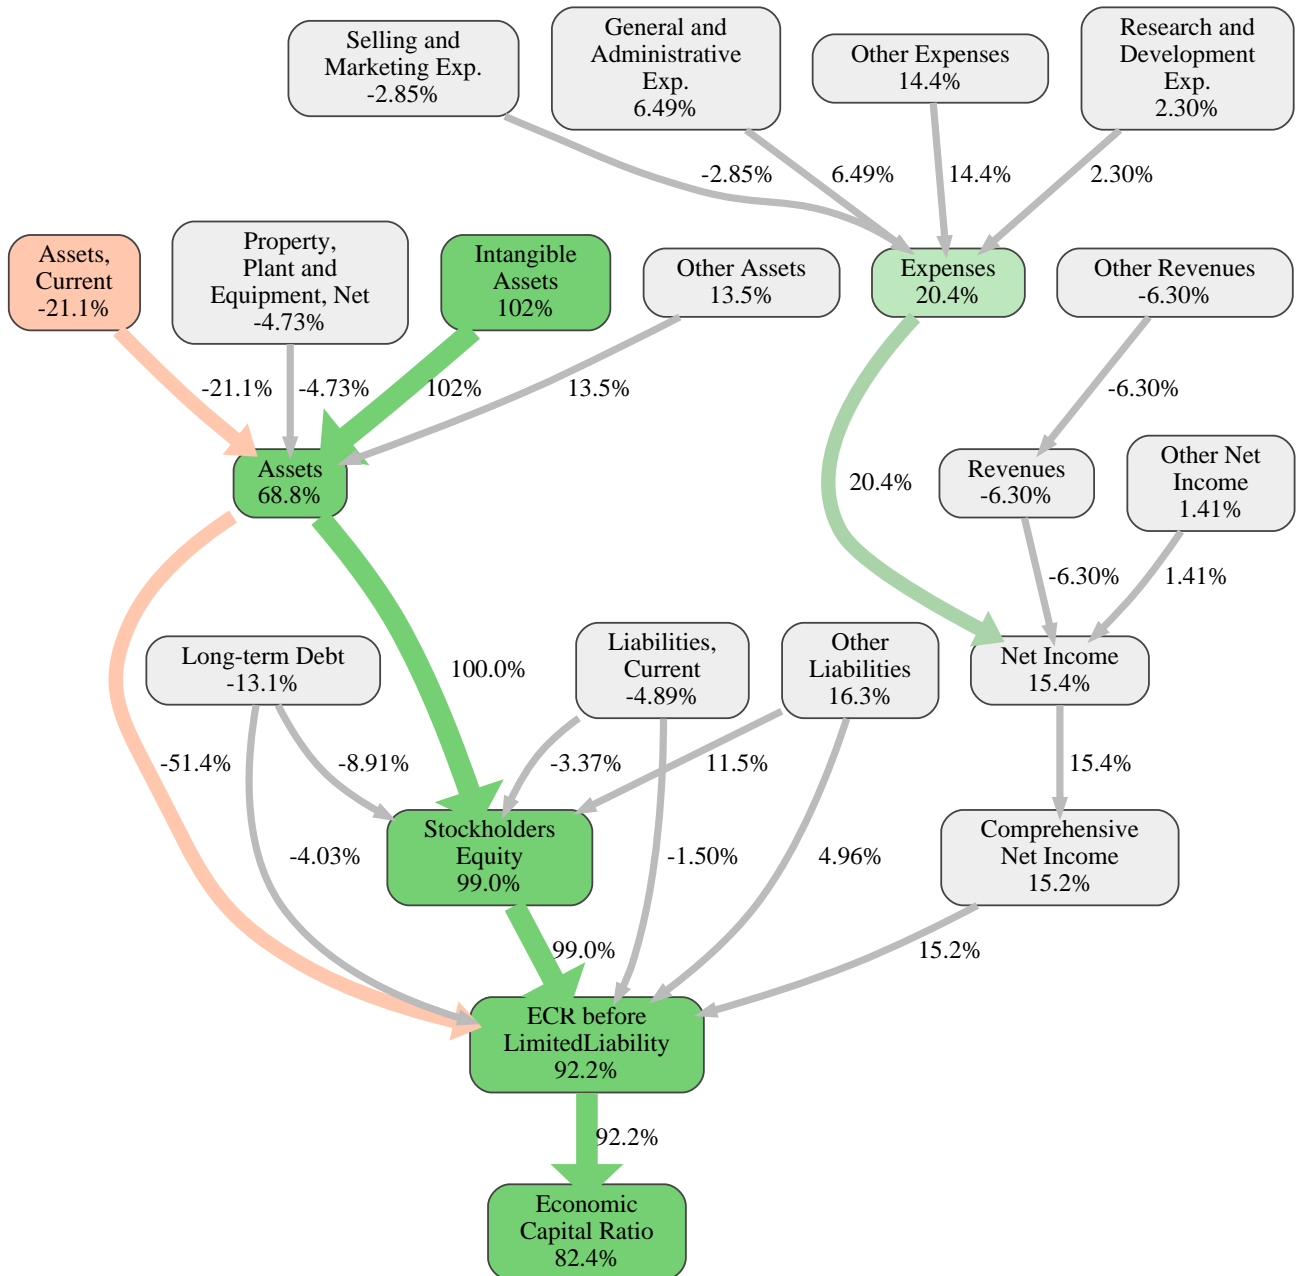 Selling and
Marketing Exp.
-2.85%
General and
Administrative
Exp.
6.49%
Other Expenses
14.4%
Research and
Development
Exp.
2.30%
-2.85%
6.49%
14.4%
2.30%
Assets,
Current
-21.1%
Property,
Plant and
Equipment, Net
-4.73%
Intangible
Assets
102%
Other Assets
13.5%
Expenses
20.4%
Other Revenues
-6.30%
-21.1%
-4.73%
102%
13.5%
-6.30%
Assets
68.8%
20.4%
Revenues
-6.30%
Other Net
Income
1.41%
-6.30%
1.41%
Long-term Debt
-13.1%
100.0%
Liabilities,
Current
-4.89%
Other
Liabilities
16.3%
Net Income
15.4%
-51.4%
-8.91%
-3.37%
11.5%
15.4%
Stockholders
Equity
99.0%
-4.03%
-1.50%
4.96%
Comprehensive
Net Income
15.2%
99.0%
15.2%
ECR before
LimitedLiability
92.2%
92.2%
Economic
Capital Ratio
82.4%